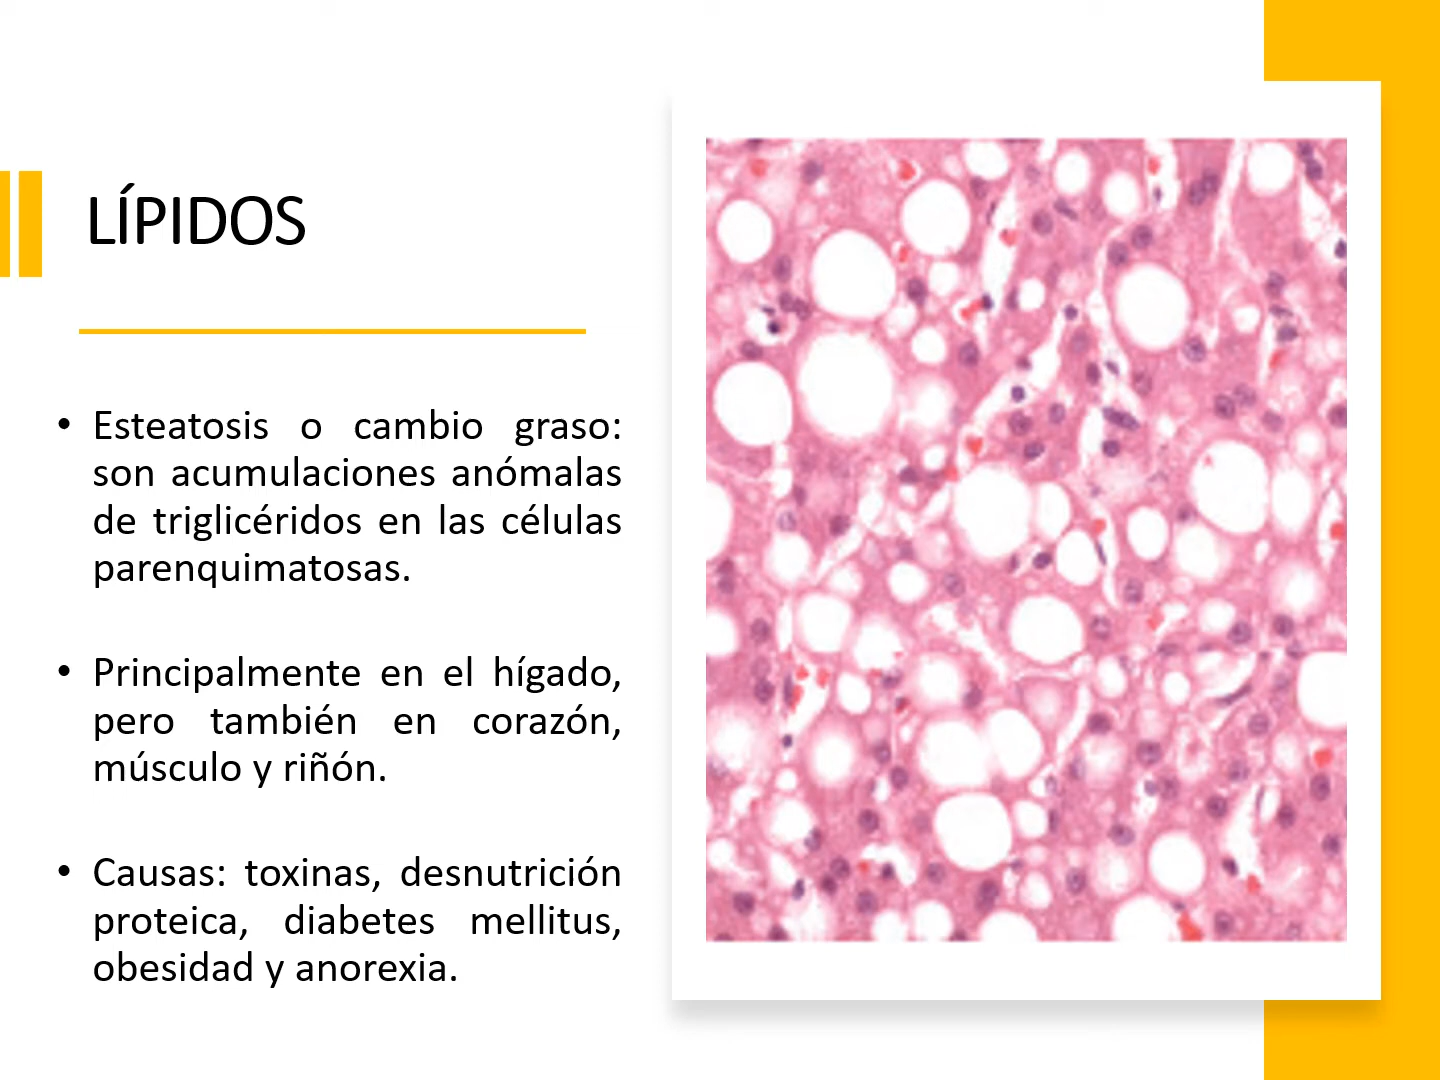 LÍPIDOS
• Esteatosis o cambio graso:
son acumulaciones anómalas
de triglicéridos en las células
parenquimatosas.
• Principalmente en el hígado,
pero también en corazón,
músculo y riñón.
• Causas: toxinas, desnutrición
proteica, diabetes mellitus,
obesidad y anorexia.